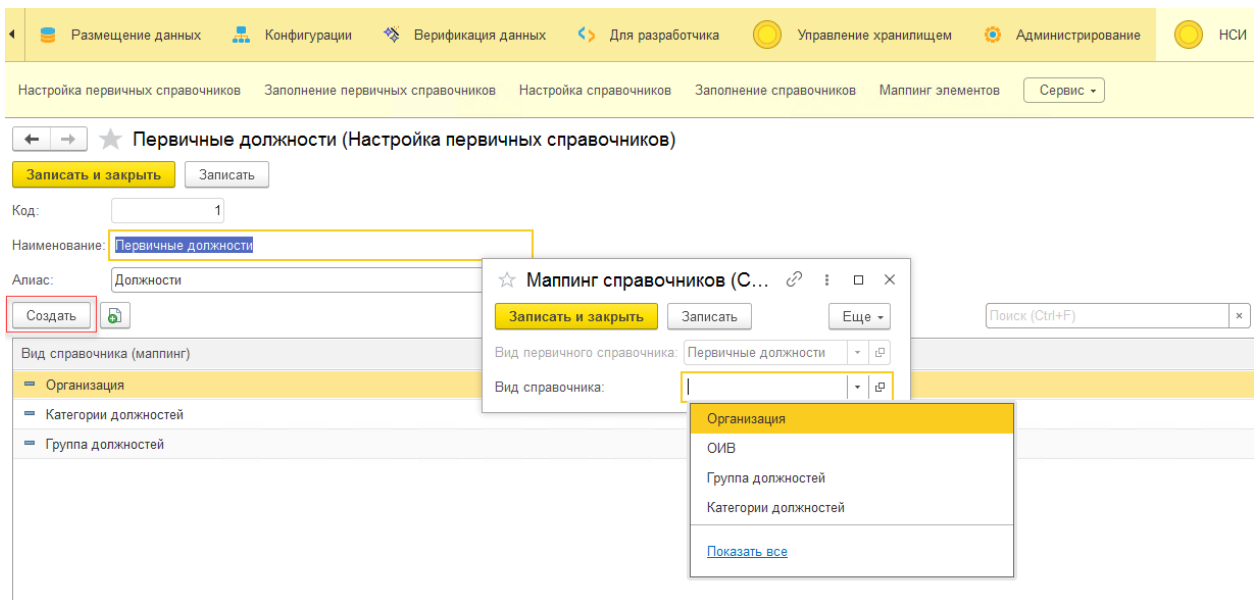 Размещение данных Конфигурации Верификация данных Для разработчика Управление хранилищем Администрирование НСИ
Настройка первичных справочников Заполнение первичных справочников Настройка справочников Заполнение справочников Маппинг элементов Сервис
Первичные должности (Настройка первичных справочников)
Записать и закрыть Записать
Код: 1
Наименование: Первичные должности
Алиас: Должности
Создать Поиск (Ctrl+F) ×
Вид справочника (маппинг)
Организация
Категории должностей
Группа должностей
Маппинг справочников (С...
Записать и закрыть Записать Еще
Вид первичного справочника: Первичные должности
Вид справочника:
Организация
ОИВ
Группа должностей
Категории должностей
Показать все